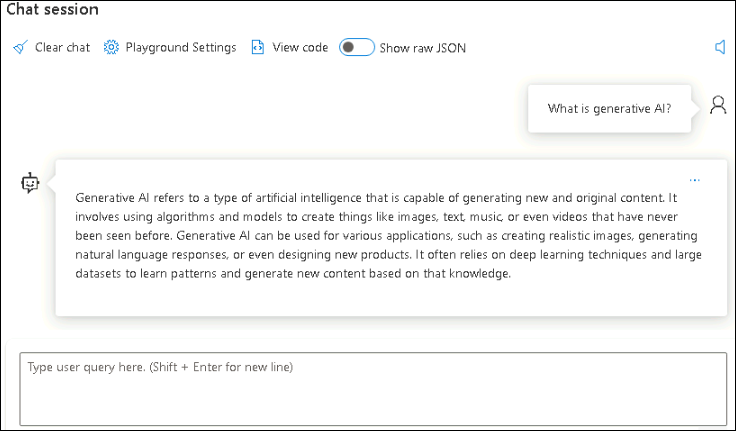 Chat session
Clear chat Playground Settings View code Show raw JSON
What is generative AI?
...
Generative AI refers to a type of artificial intelligence that is capable of generating new and original content. It
involves using algorithms and models to create things like images, text, music, or even videos that have never
been seen before. Generative AI can be used for various applications, such as creating realistic images, generating
natural language responses, or even designing new products. It often relies on deep learning techniques and large
datasets to learn patterns and generate new content based on that knowledge.
Type user query here. (Shift + Enter for new line)